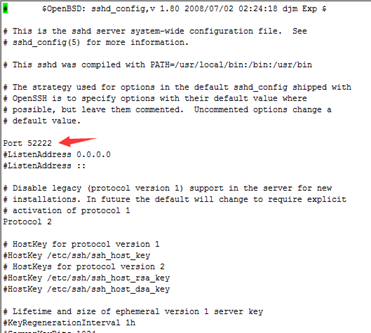 # $OpenBSD: sshd_config,v 1.80 2008/07/02 02:24:18 djm Exp $
# This is the sshd server system-wide configuration file. See
# sshd_config(5) for more information.
# This sshd was compiled with PATH=/usr/local/bin:/bin:/usr/bin
# The strategy used for options in the default sshd_config shipped with
# OpenSSH is to specify options with their default value where
# possible, but leave them commented. Uncommented options change a
# default value.
Port 52222
#ListenAddress 0.0.0.0
#ListenAddress ::
# Disable legacy (protocol version 1) support in the server for new
# installations. In future the default will change to require explicit
# activation of protocol 1
Protocol 2
# HostKey for protocol version 1
#HostKey /etc/ssh/ssh_host_key
# HostKeys for protocol version 2
#HostKey /etc/ssh/ssh_host_rsa_key
#HostKey /etc/ssh/ssh_host_dsa_key
# Lifetime and size of ephemeral version 1 server key
#KeyRegenerationInterval 1h
#ServerKeyBits 1024